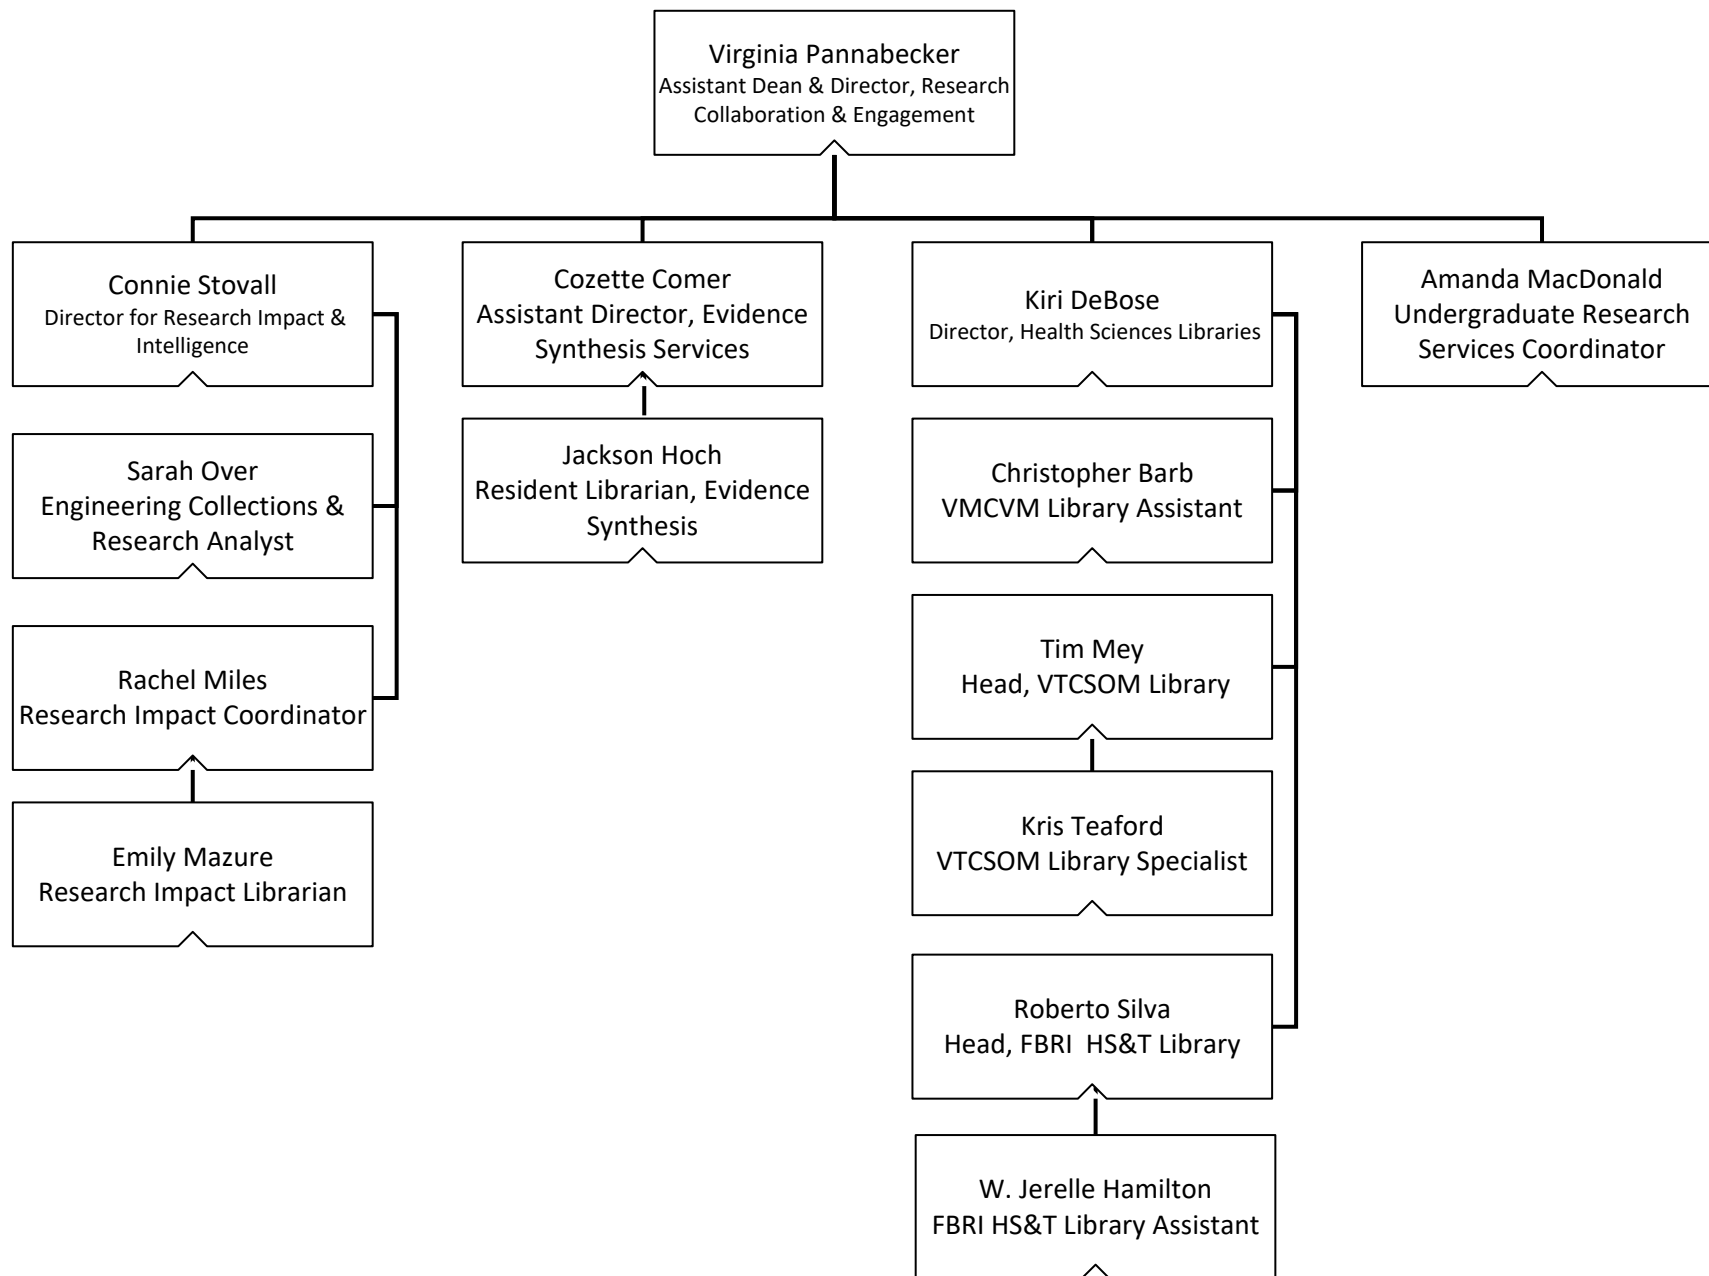 Virginia Pannabecker
Assistant Dean & Director, Research
Collaboration & Engagement
Connie Stovall
Director for Research Impact &
Intelligence
Cozette Comer
Assistant Director, Evidence
Synthesis Services
Kiri DeBose
Director, Health Sciences Libraries
Amanda MacDonald
Undergraduate Research
Services Coordinator
Sarah Over
Engineering Collections &
Research Analyst
Jackson Hoch
Resident Librarian, Evidence
Synthesis
Christopher Barb
VMCVM Library Assistant
Rachel Miles
Research Impact Coordinator
Tim Mey
Head, VTCSOM Library
Emily Mazure
Research Impact Librarian
Kris Teaford
VTCSOM Library Specialist
Roberto Silva
Head, FBRI  HS&T Library
W. Jerelle Hamilton
FBRI HS&T Library Assistant